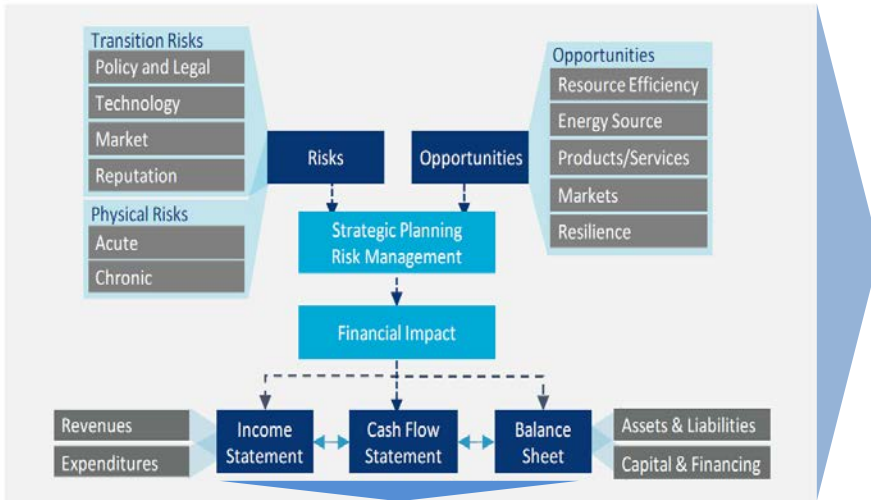 Transition Risks
Policy and Legal
Technology
Market
Reputation
Physical Risks
Acute
Chronic
Risks
Opportunities
Opportunities
Resource Efficiency
Energy Source
Products/Services
Markets
Resilience
Strategic Planning
Risk Management
Financial Impact
Revenues
Expenditures
Income
Statement
Cash Flow
Statement
Balance
Sheet
Assets & Liabilities
Capital & Financing